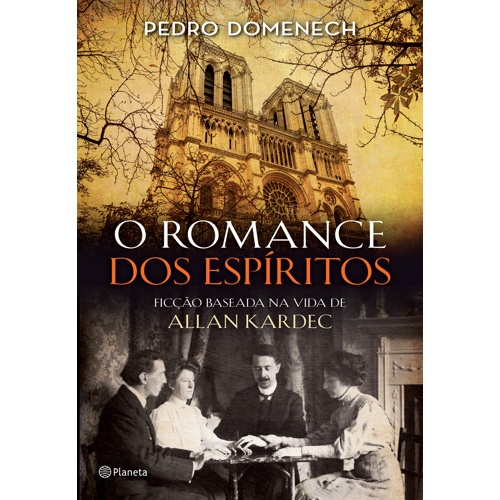 PEDRO DOMENECH
O ROMANCE
DOS ESPÍRITOS
FICÇÃO BASEADA NA VIDA DE
ALLAN KARDEC
Planeta